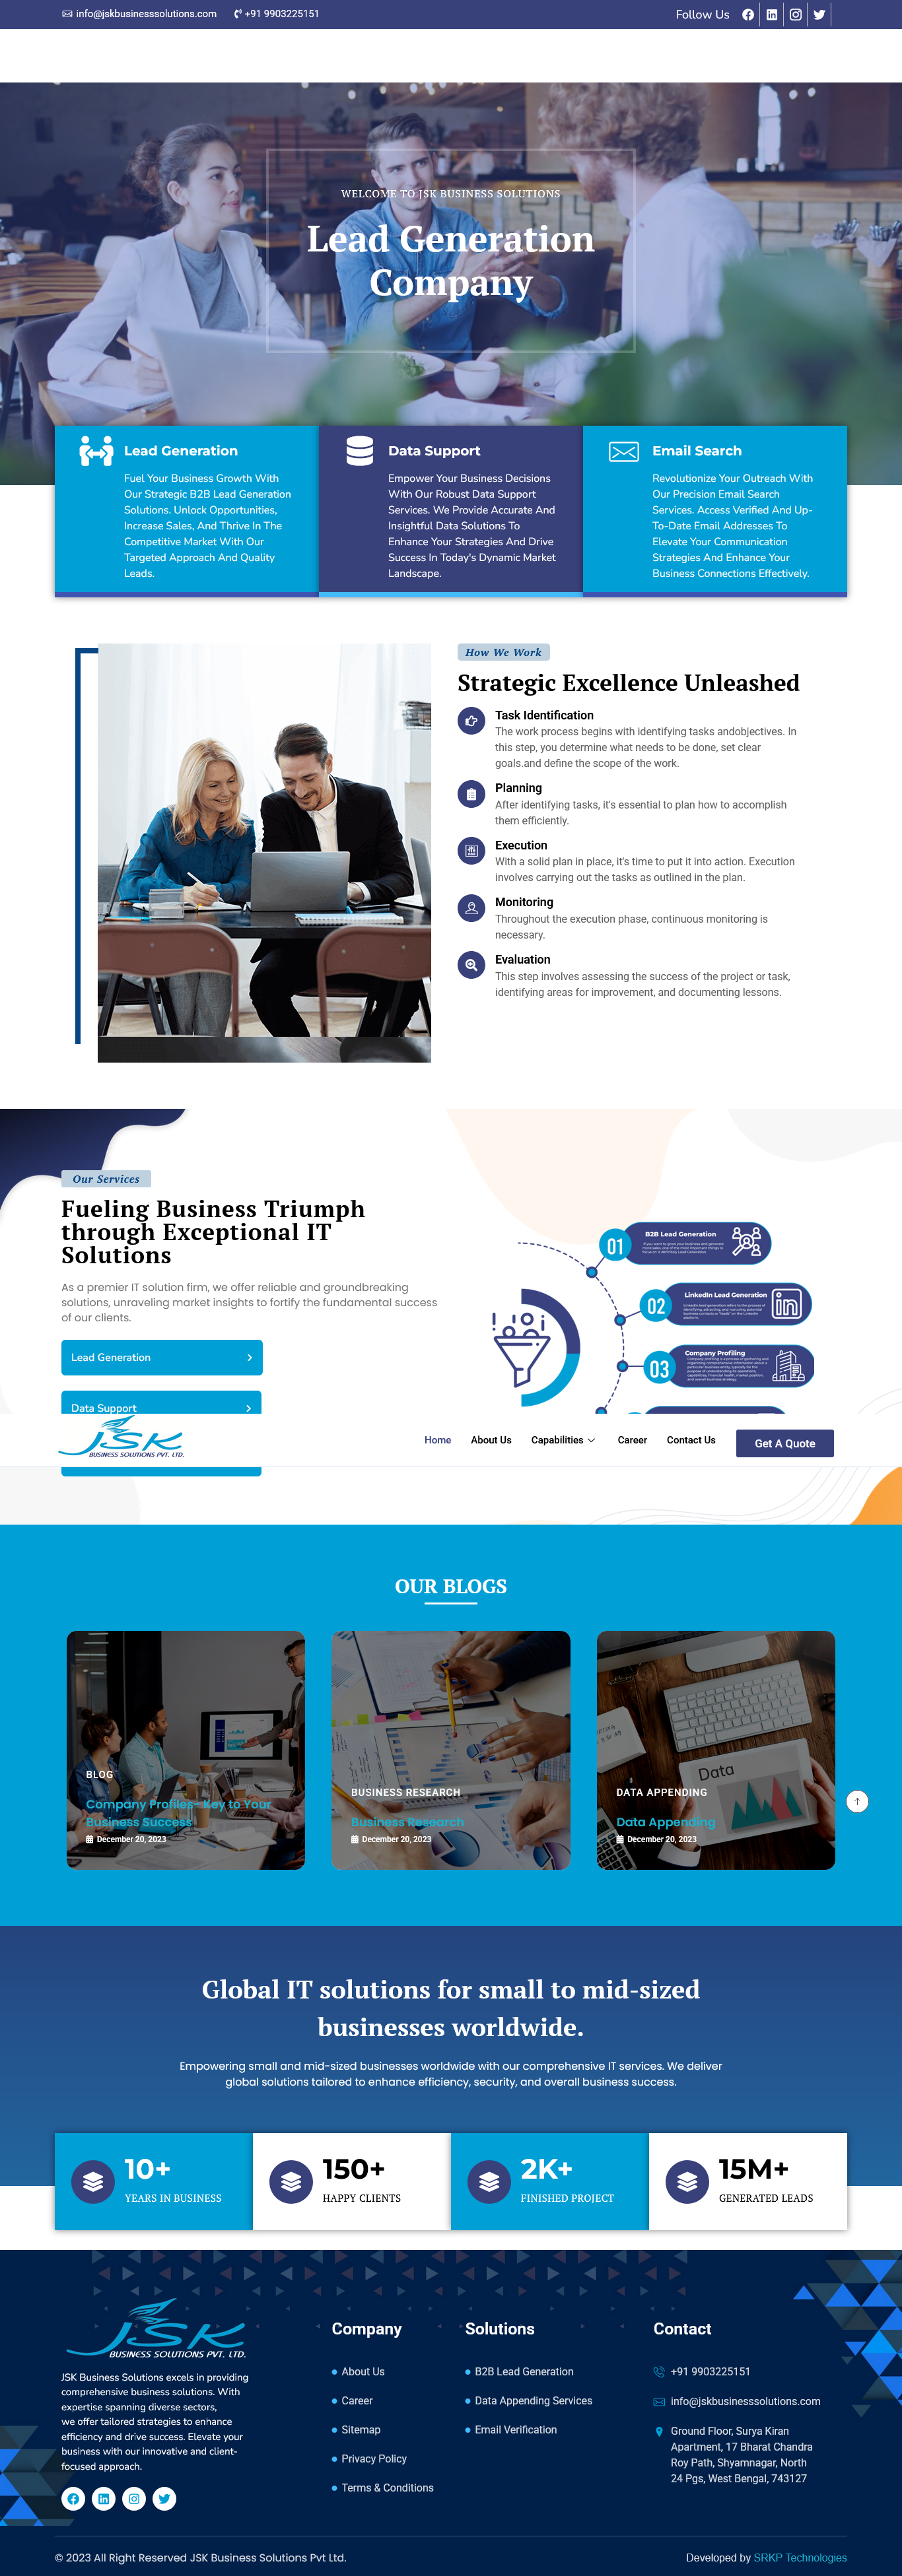 info@jskbusinesssolutions.com +91 9903225151 Follow Us
WELCOME TO JSK BUSINESS SOLUTIONS
Lead Generation
Company
Lead Generation
Fuel Your Business Growth With
Our Strategic B2B Lead Generation
Solutions. Unlock Opportunities,
Increase Sales, And Thrive In The
Competitive Market With Our
Targeted Approach And Quality
Leads.
Data Support
Empower Your Business Decisions
With Our Robust Data Support
Services. We Provide Accurate And
Insightful Data Solutions To
Enhance Your Strategies And Drive
Success In Today's Dynamic Market
Landscape.
Email Search
Revolutionize Your Outreach With
Our Precision Email Search
Services. Access Verified And Up-
To-Date Email Addresses To
Elevate Your Communication
Strategies And Enhance Your
Business Connections Effectively.
How We Work
Strategic Excellence Unleashed
Task Identification
The work process begins with identifying tasks andobjectives. In
this step, you determine what needs to be done, set clear
goals.and define the scope of the work.
Planning
After identifying tasks, it's essential to plan how to accomplish
them efficiently.
Execution
With a solid plan in place, it's time to put it into action. Execution
involves carrying out the tasks as outlined in the plan.
Monitoring
Throughout the execution phase, continuous monitoring is
necessary.
Evaluation
This step involves assessing the success of the project or task,
identifying areas for improvement, and documenting lessons.
Our Services
Fueling Business Triumph
through Exceptional IT
Solutions
As a premier IT solution firm, we offer reliable and groundbreaking
solutions, unraveling market insights to fortify the fundamental success
of our clients.
Lead Generation
Data Support
01
B2B Lead Generation
02
LinkedIn Lead Generation
03
Company Profiling
JSK
BUSINESS SOLUTIONS PVT. LTD.
Home About Us Capabilities Career Contact Us Get A Quote
OUR BLOGS
BLOG
Company Profiles- Key to Your
Business Success
December 20, 2023
BUSINESS RESEARCH
Business Research
December 20, 2023
Data
DATA APPENDING
Data Appending
December 20, 2023
Global IT solutions for small to mid-sized
businesses worldwide.
Empowering small and mid-sized businesses worldwide with our comprehensive IT services. We deliver
global solutions tailored to enhance efficiency, security, and overall business success.
10+
YEARS IN BUSINESS
150+
HAPPY CLIENTS
2K+
FINISHED PROJECT
15M+
GENERATED LEADS
JSK
BUSINESS SOLUTIONS PVT. LTD.
JSK Business Solutions excels in providing
comprehensive business solutions. With
expertise spanning diverse sectors,
we offer tailored strategies to enhance
efficiency and drive success. Elevate your
business with our innovative and client-
focused approach.
Company
About Us
Career
Sitemap
Privacy Policy
Terms & Conditions
Solutions
B2B Lead Generation
Data Appending Services
Email Verification
Contact
+91 9903225151
info@jskbusinesssolutions.com
Ground Floor, Surya Kiran
Apartment, 17 Bharat Chandra
Roy Path, Shyamnagar, North
24 Pgs, West Bengal, 743127
© 2023 All Right Reserved JSK Business Solutions Pvt Ltd.
Developed by SRKP Technologies